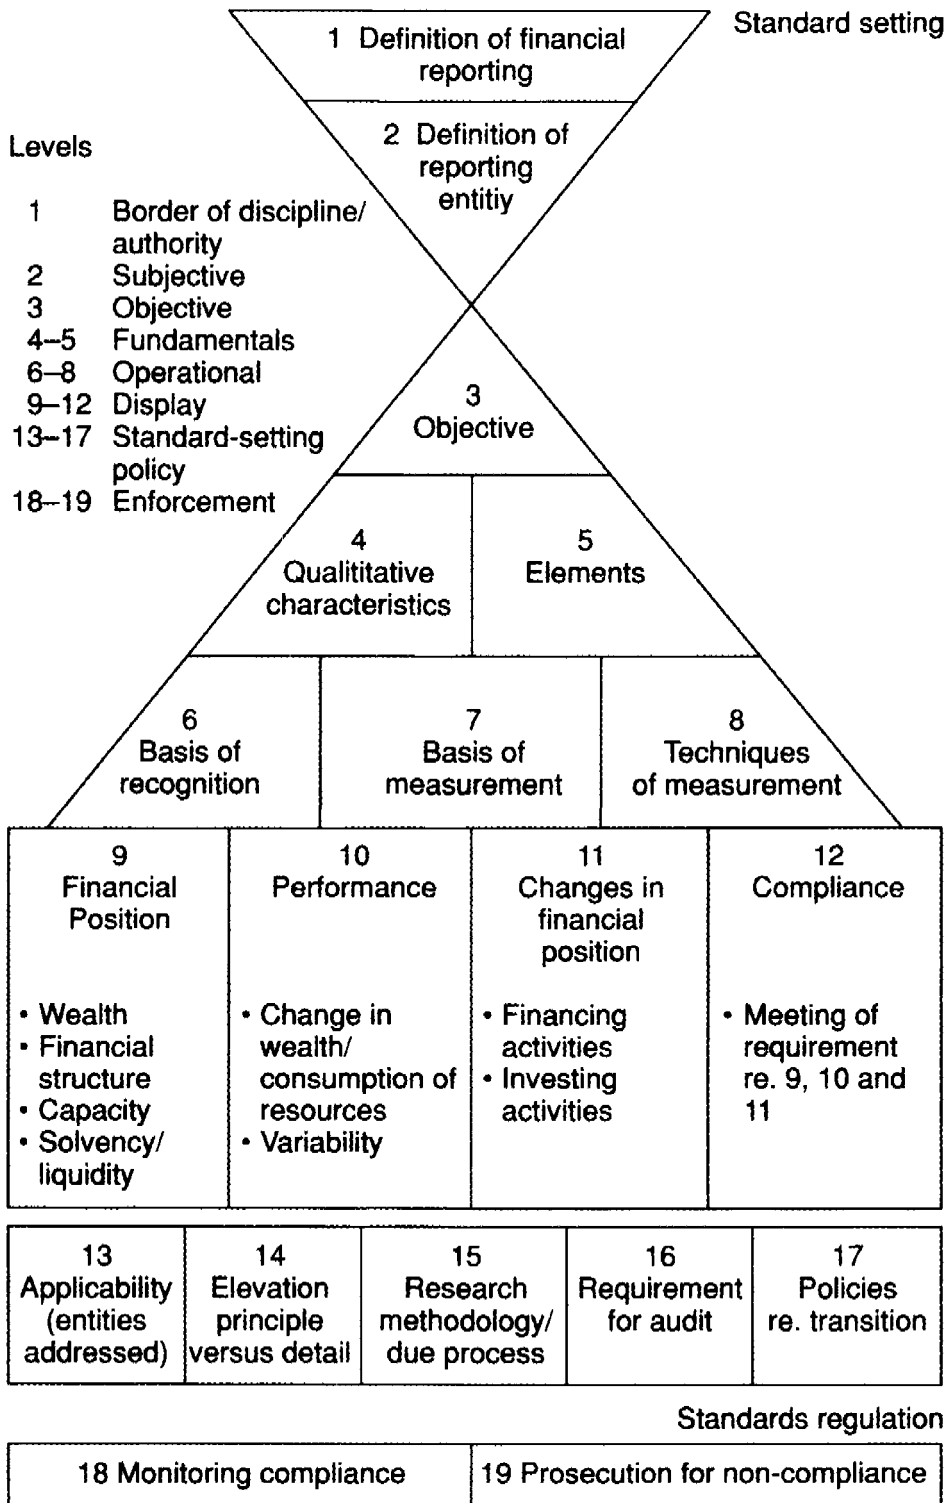 Standard setting
1 Definition of financial
reporting
2 Definition of
reporting
entitiy
Levels
1 Border of discipline/
authority
2 Subjective
3 Objective
4–5 Fundamentals
6–8 Operational
9–12 Display
13–17 Standard-setting
policy
18–19 Enforcement
3
Objective
4
Qualititative
characteristics
5
Elements
6
Basis of
recognition
7
Basis of
measurement
8
Techniques
of measurement
9
Financial
Position
• Wealth
• Financial
structure
• Capacity
• Solvency/
liquidity
10
Performance
• Change in
wealth/
consumption of
resources
• Variability
11
Changes in
financial
position
• Financing
activities
• Investing
activities
12
Compliance
• Meeting of
requirement
re. 9, 10 and
11
13
Applicability
(entities
addressed)
14
Elevation
principle
versus detail
15
Research
methodology/
due process
16
Requirement
for audit
17
Policies
re. transition
Standards regulation
18 Monitoring compliance
19 Prosecution for non-compliance